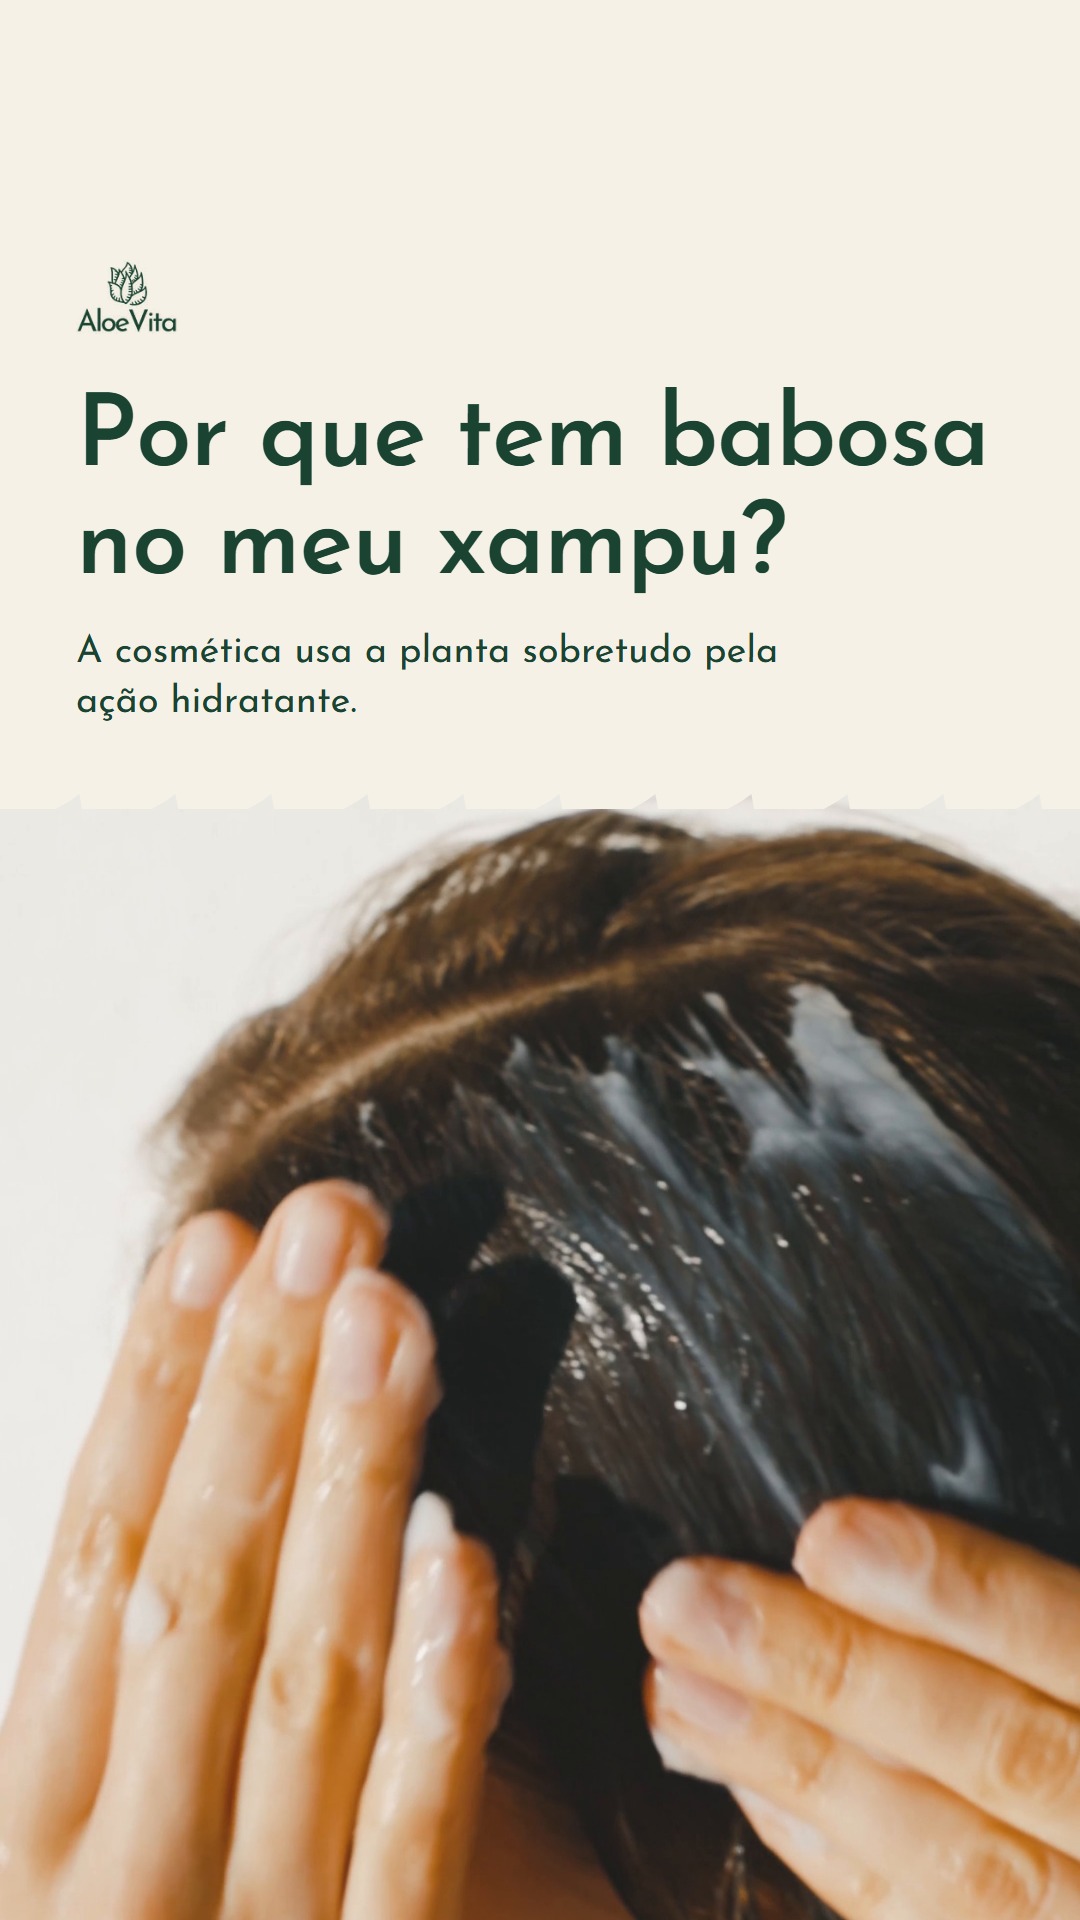 AloeVita
Por que tem babosa
no meu xampu?
A cosmética usa a planta sobretudo pela
ação hidratante.